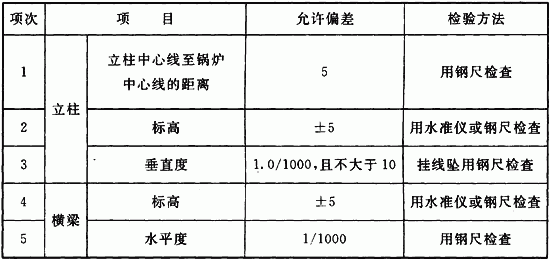 项次 项 目 允许偏差 检验方法
1 立柱 立柱中心线至锅炉
中心线的距离 5 用钢尺检查
2 标高 ±5 用水准仪或钢尺检查
3 垂直度 1.0/1000,且不大于10 挂线坠用钢尺检查
4 横梁 标高 ±5 用水准仪或钢尺检查
5 水平度 1/1000 用钢尺检查